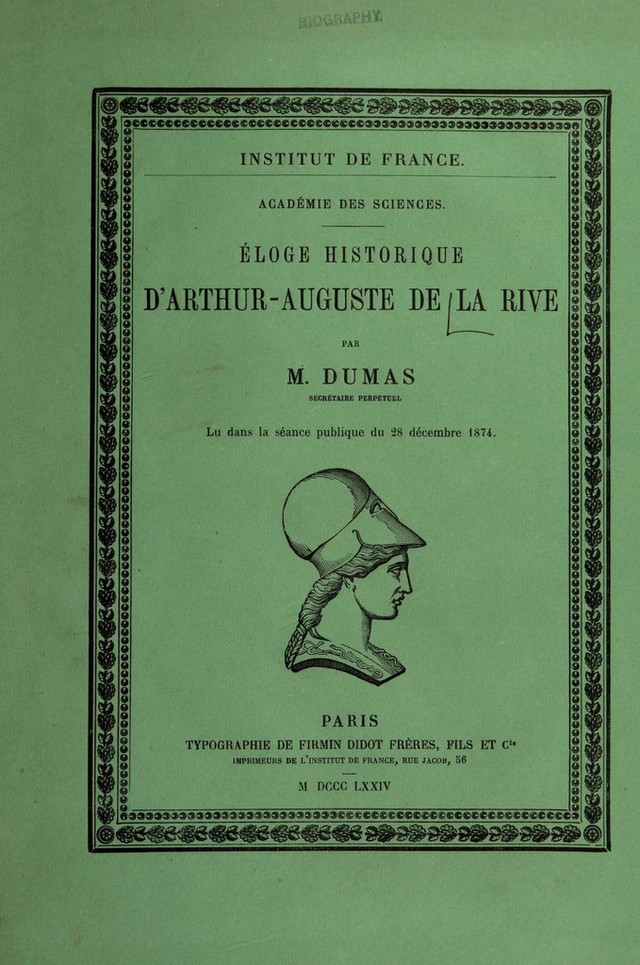 BIOGRAPHY.
INSTITUT DE FRANCE.
ACADÉMIE DES SCIENCES.
ÉLOGE HISTORIQUE
D'ARTHUR-AUGUSTE DE LA RIVE
PAR
M. DUMAS
SECRÉTAIRE PERPÉTUEL
Lu dans la séance publique du 28 décembre 1874.
PARIS
TYPOGRAPHIE DE FIRMIN DIDOT FRÈRES, FILS ET Cie
IMPRIMEURS DE L'INSTITUT DE FRANCE, RUE JACOB, 56
M DCCC LXXIV